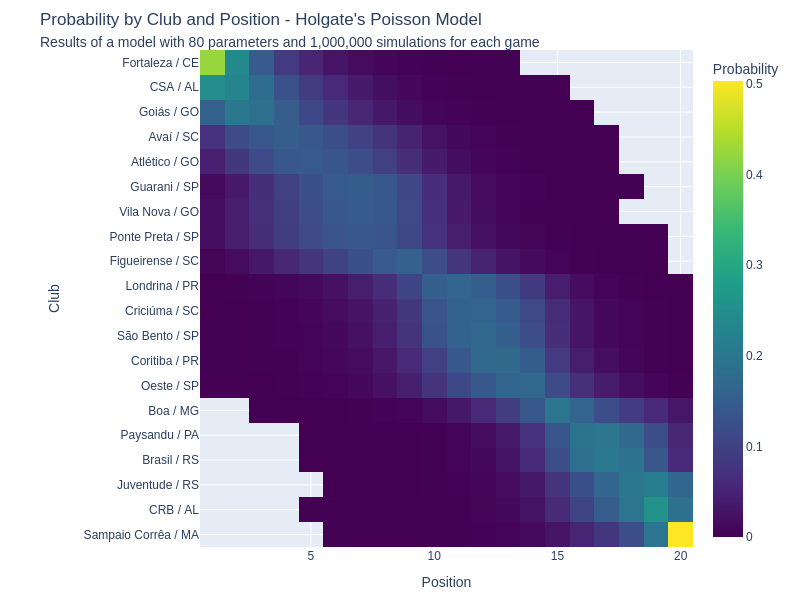 Probability by Club and Position - Holgate's Poisson Model
Results of a model with 80 parameters and 1,000,000 simulations for each game
Probability
Fortaleza / CE
CSA / AL
Goiás / GO
Avaí / SC
Atlético / GO
Guarani / SP
Vila Nova / GO
Ponte Preta / SP
Figueirense / SC
Londrina / PR
Criciúma / SC
São Bento / SP
Coritiba / PR
Oeste / SP
Boa / MG
Paysandu / PA
Brasil / RS
Juventude / RS
CRB / AL
Sampaio Corrêa / MA
Club
5
10
15
20
Position
0.5
0.4
0.3
0.2
0.1
0